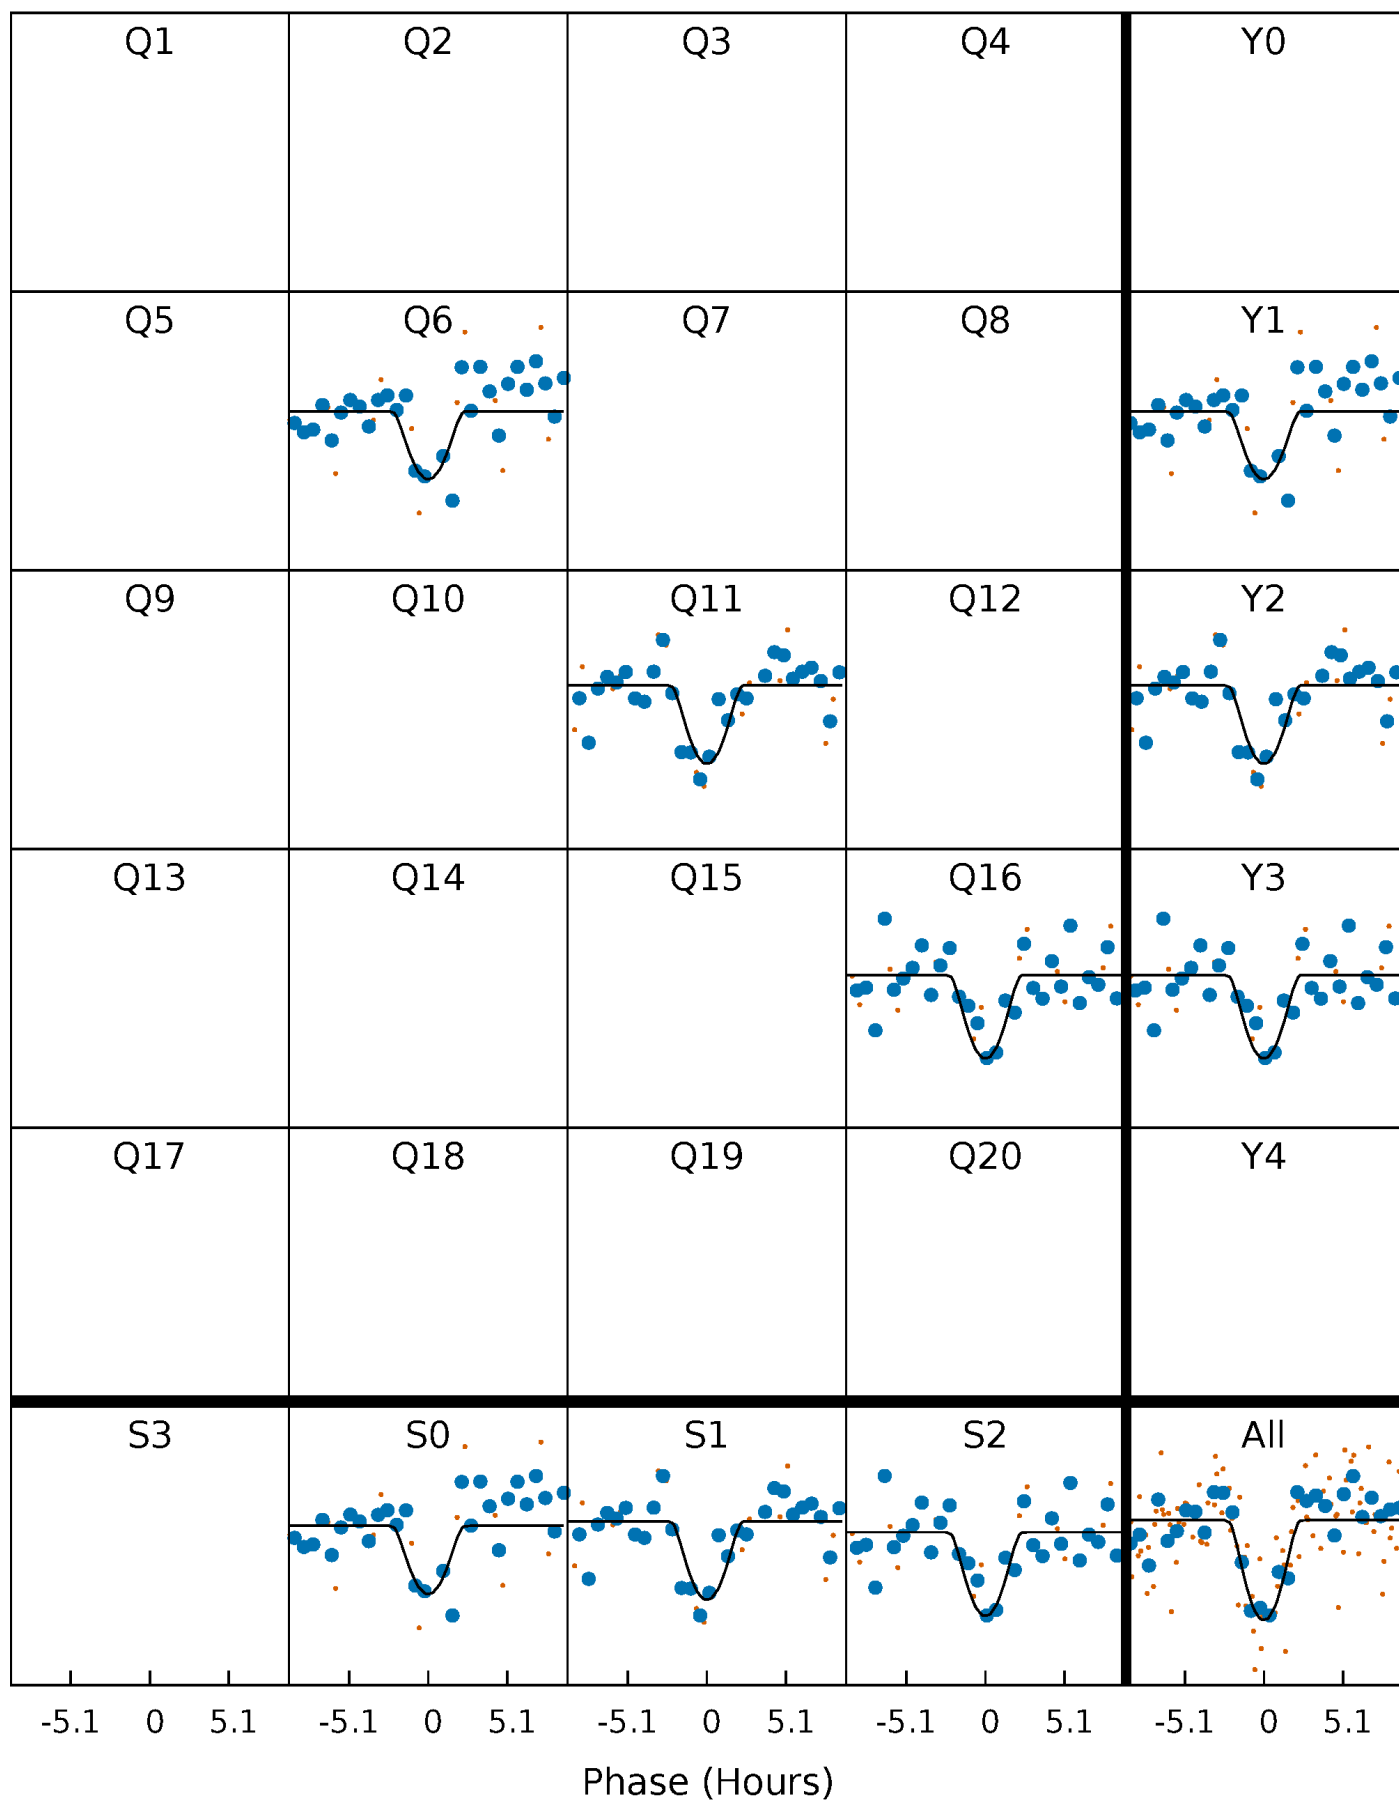 Q1 Q2 Q3 Q4 Y0
Q5 Q6 Q7 Q8 Y1
Q9 Q10 Q11 Q12 Y2
Q13 Q14 Q15 Q16 Y3
Q17 Q18 Q19 Q20 Y4
S3 S0 S1 S2 All
-5.1 0 5.1 -5.1 0 5.1 -5.1 0 5.1 -5.1 0 5.1 -5.1 0 5.1
Phase (Hours)